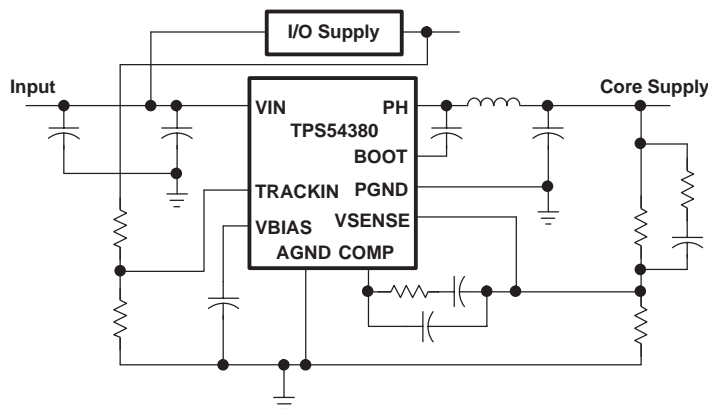 I/O Supply
Input
Core Supply
VIN
PH
TPS54380
BOOT
TRACKIN
PGND
VSENSE
VBIAS
AGND COMP